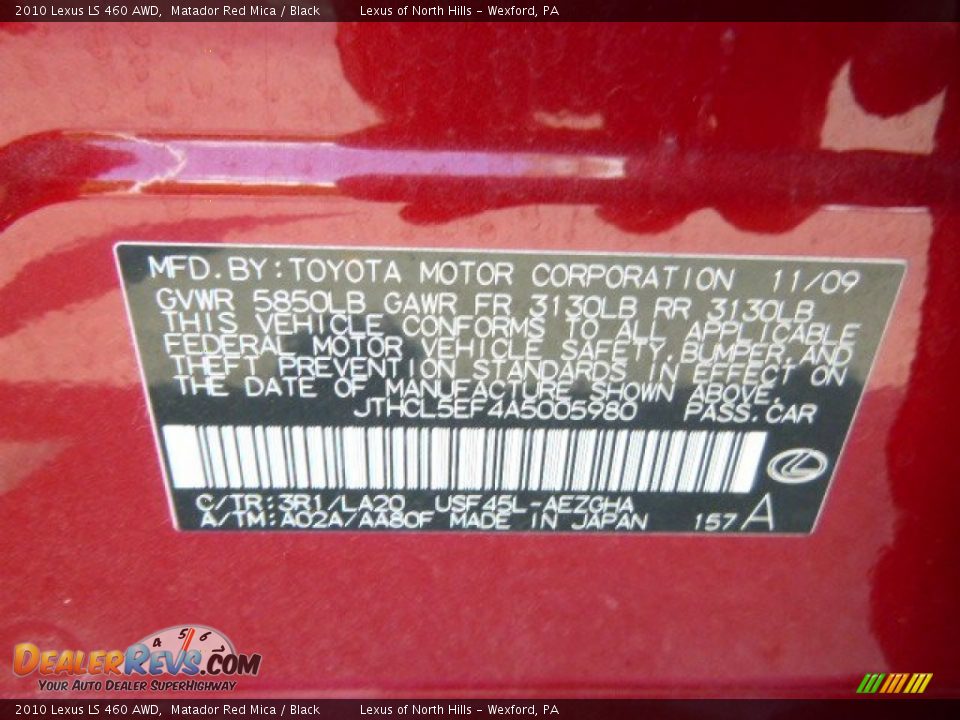 2010 Lexus LS 460 AWD, Matador Red Mica / Black Lexus of North Hills - Wexford, PA
MFD.BY:TOYOTA MOTOR CORPORATION 11/09
GVWR 5850LB GAWR FR 3130LB RR 3130LB
THIS VEHICLE CONFORMS TO ALL APPLICABLE
FEDERAL MOTOR VEHICLE SAFETY,BUMPER,AND
THEFT PREVENTION STANDARDS IN EFFECT ON
THE DATE OF MANUFACTURE SHOWN ABOVE.
JTHCL5EF4A5005980 PASS.CAR
C/TR:3R1/LA20 USF45L-AEZGHA
A/TM:A02A/AA80F MADE IN JAPAN 157 A
4 5 6
DEALERREVS.COM
YOUR AUTO DEALER SUPERHIGHWAY
2010 Lexus LS 460 AWD, Matador Red Mica / Black Lexus of North Hills - Wexford, PA